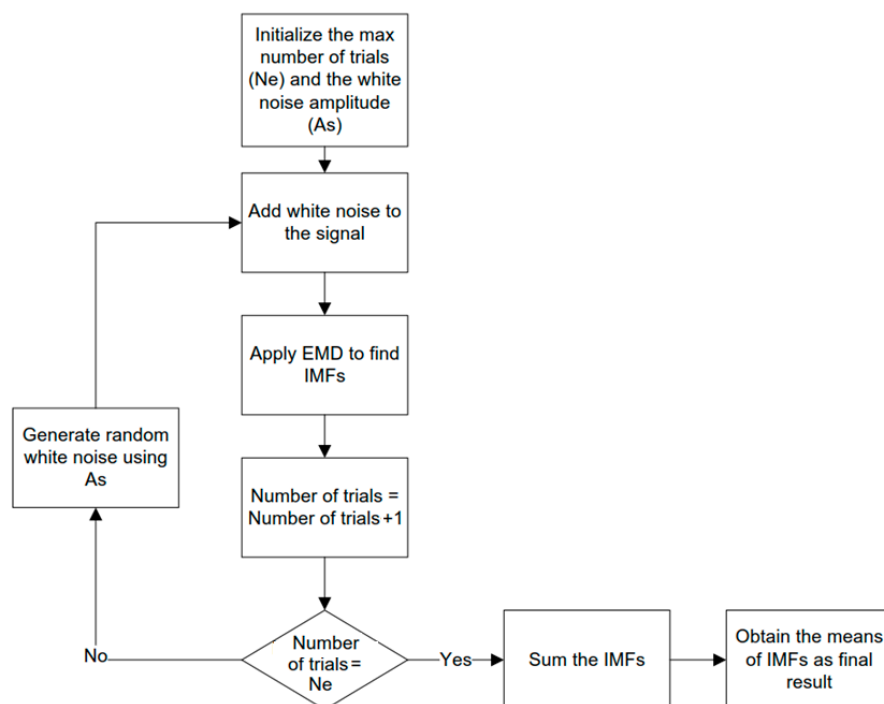 Initialize the max
number of trials
(Ne) and the white
noise amplitude
(As)
Add white noise to
the signal
Apply EMD to find
IMFs
Generate random
white noise using
As
Number of trials =
Number of trials +1
Number
of trials =
Ne
No
Yes
Sum the IMFs
Obtain the means
of IMFs as final
result